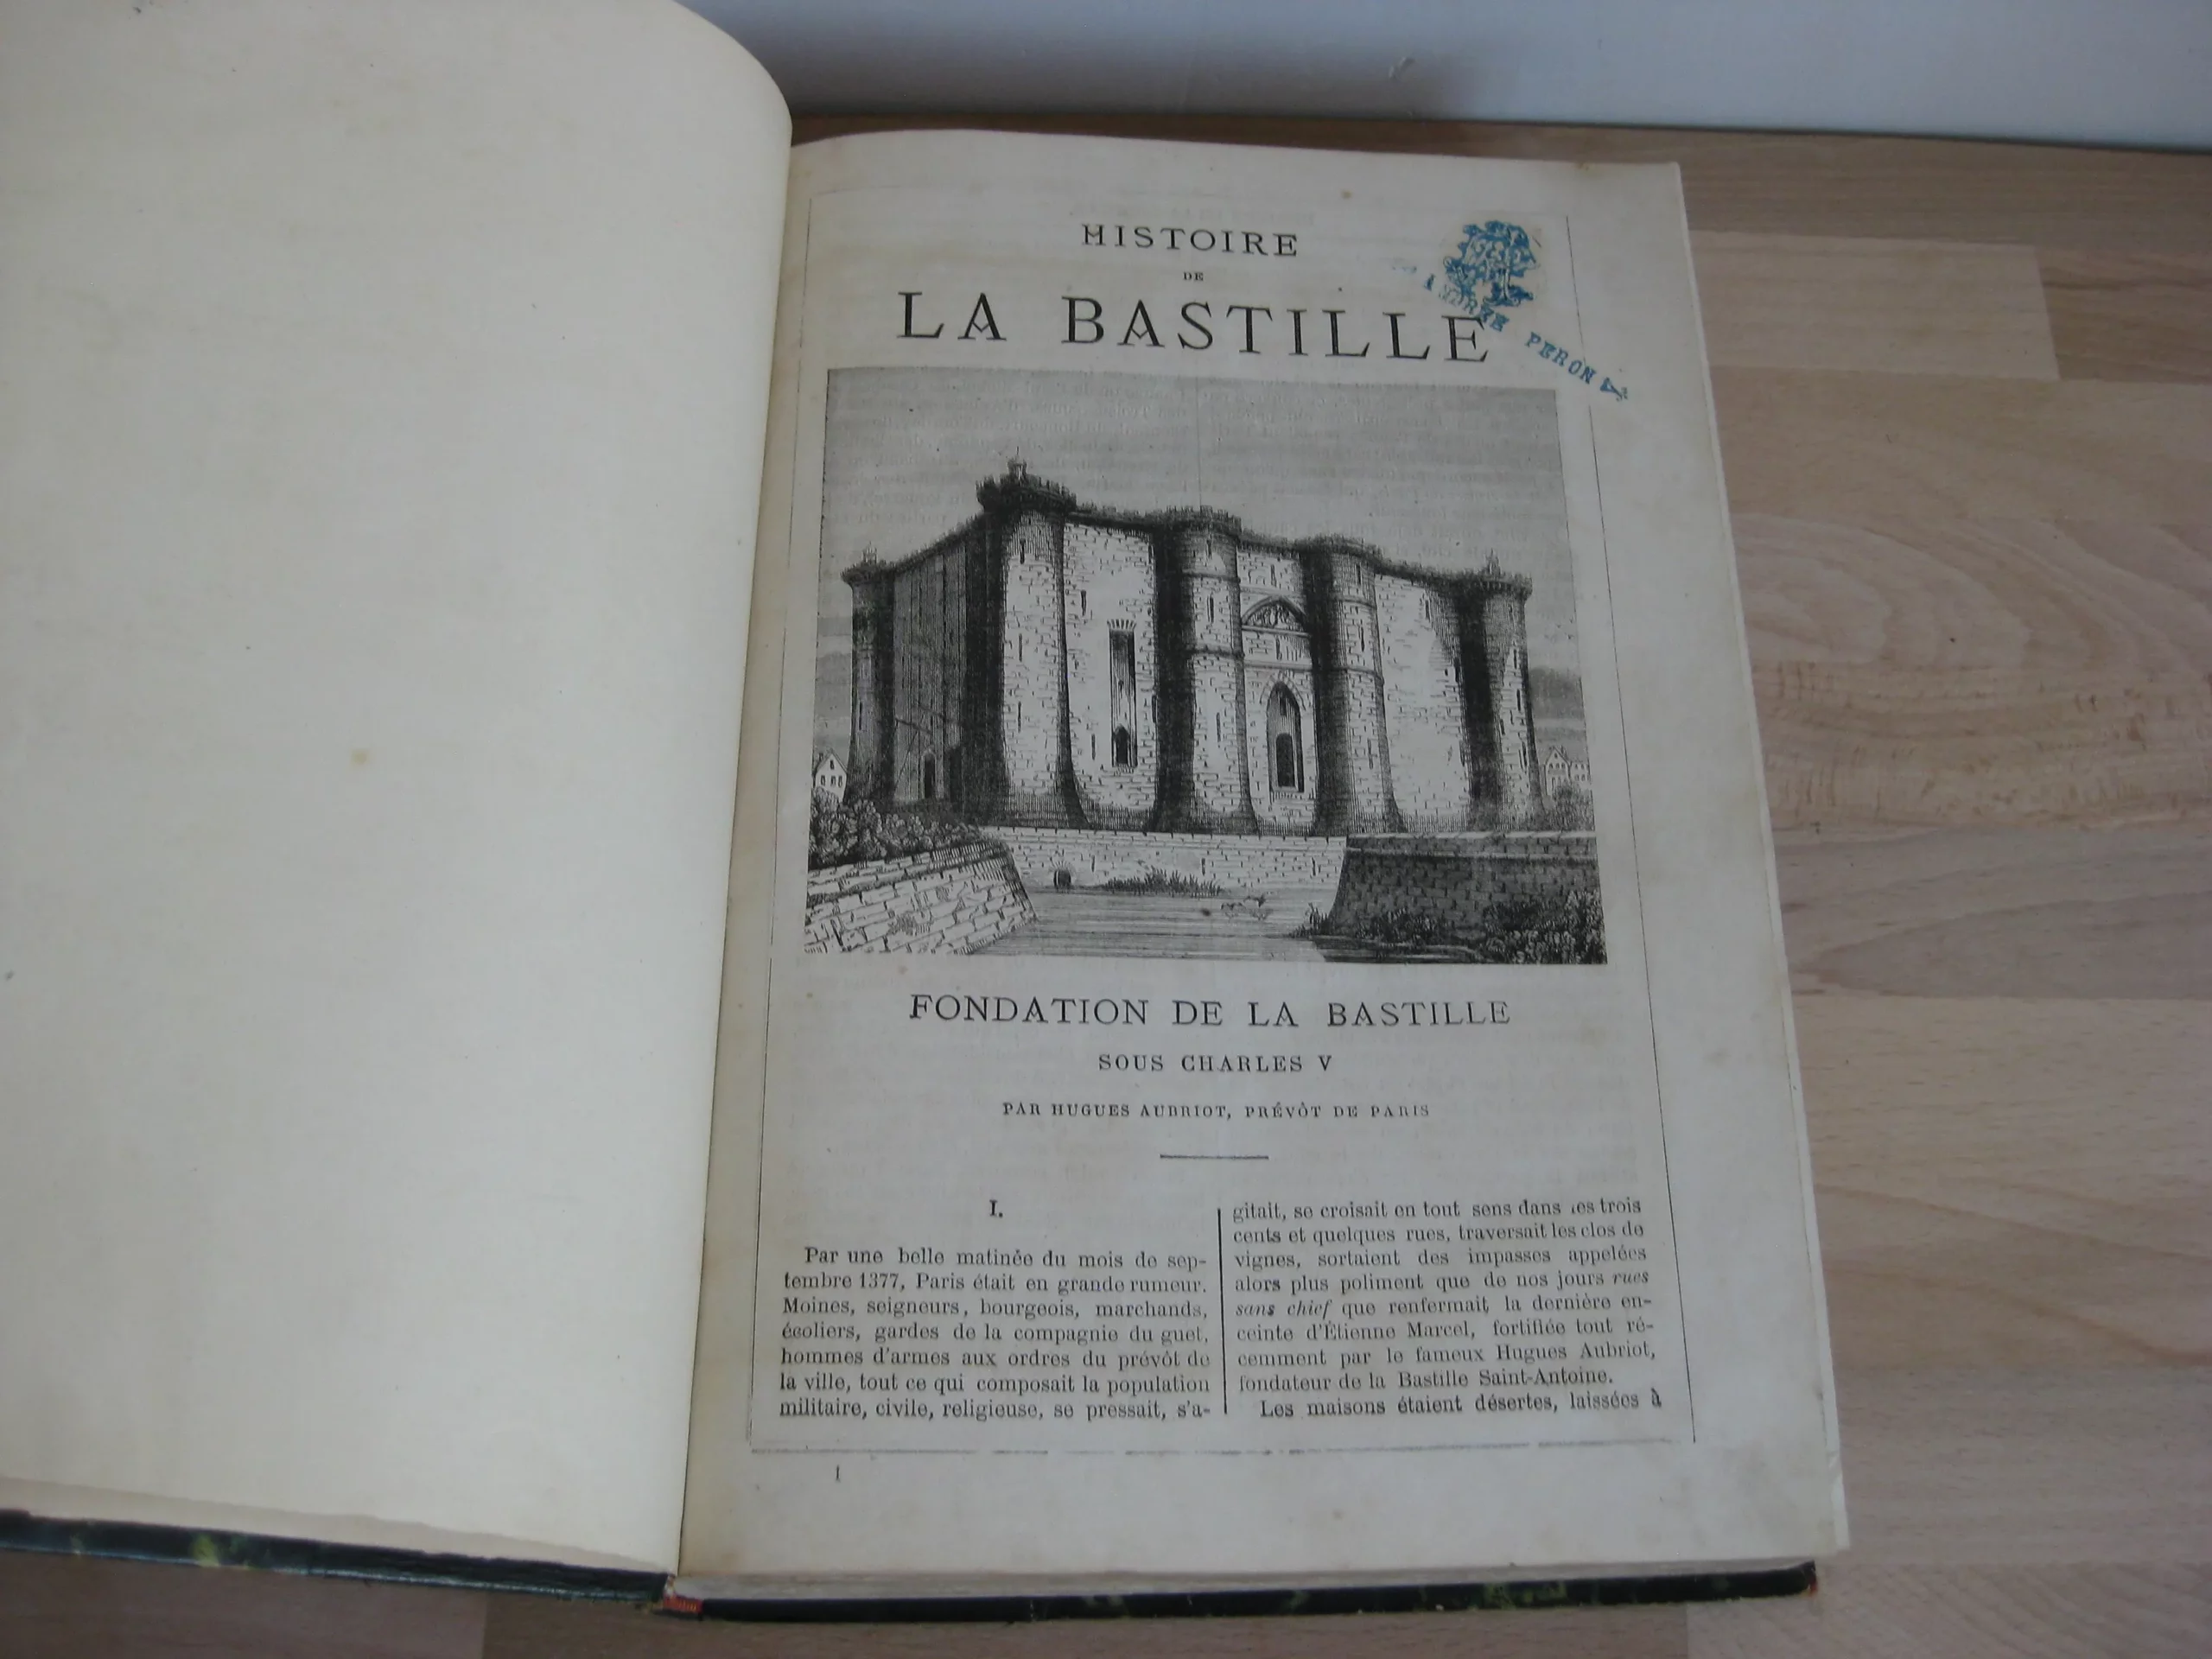 HISTOIRE
DE
LA BASTILLE
ANDRÉE PERON
FONDATION DE LA BASTILLE
SOUS CHARLES V
PAR HUGUES AUBRIOT, PRÉVÔT DE PARIS
I.
Par une belle matinée du mois de sep-
tembre 1377, Paris était en grande rumeur.
Moines, seigneurs, bourgeois, marchands,
écoliers, gardes de la compagnie du guet,
hommes d'armes aux ordres du prévôt de
la ville, tout ce qui composait la population
militaire, civile, religieuse, se pressait, s'a-
gitait, se croisait en tout sens dans les trois
cents et quelques rues, traversait les clos de
vignes, sortaient des impasses appelées
alors plus poliment que de nos jours rues
sans chief que renfermait la dernière en-
ceinte d'Étienne Marcel, fortifiée tout ré-
cemment par le fameux Hugues Aubriot,
fondateur de la Bastille Saint-Antoine.
Les maisons étaient désertes, laissées à
1